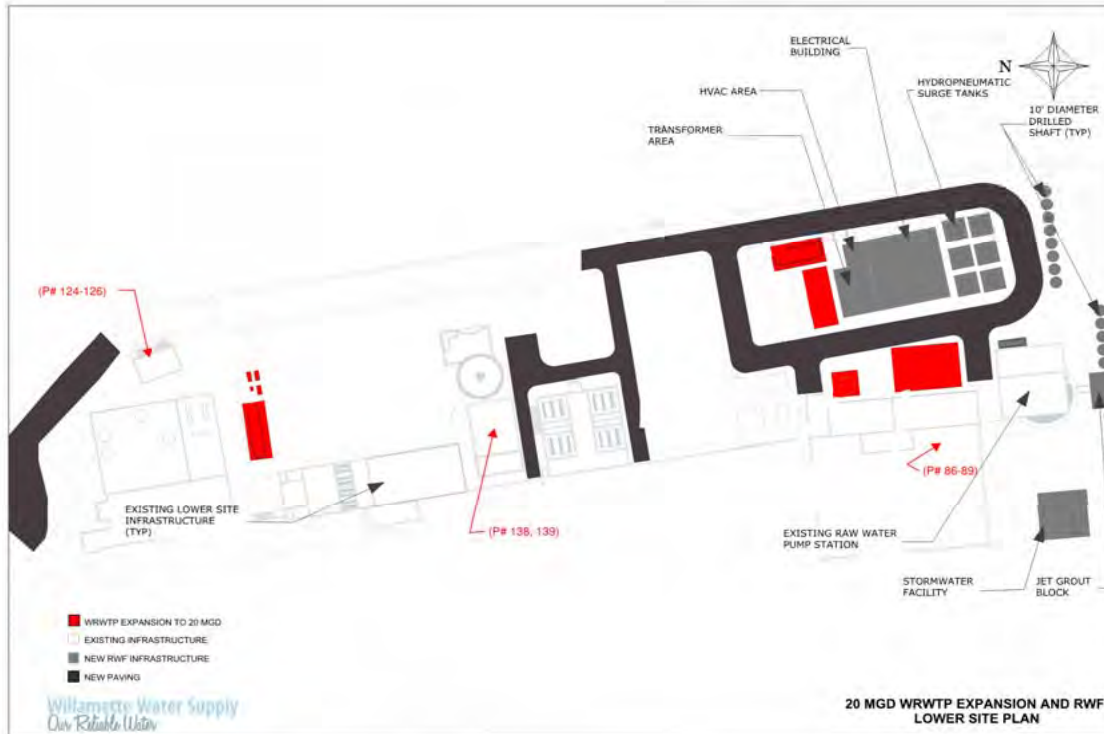 ELECTRICAL
BUILDING
N
HYDROPNEUMATIC
SURGE TANKS
HVAC AREA
10' DIAMETER
DRILLED
SHAFT (TYP)
TRANSFORMER
AREA
(P# 124-126)
(P# 86-89)
EXISTING LOWER SITE
INFRASTRUCTURE
(TYP)
(P# 138, 139)
EXISTING RAW WATER
PUMP STATION
STORMWATER
FACILITY
JET GROUT
BLOCK
WRWTP EXPANSION TO 20 MGD
EXISTING INFRASTRUCTURE
NEW RWF INFRASTRUCTURE
NEW PAVING
Willamette Water Supply
Our Reliable Water
20 MGD WRWTP EXPANSION AND RWF
LOWER SITE PLAN